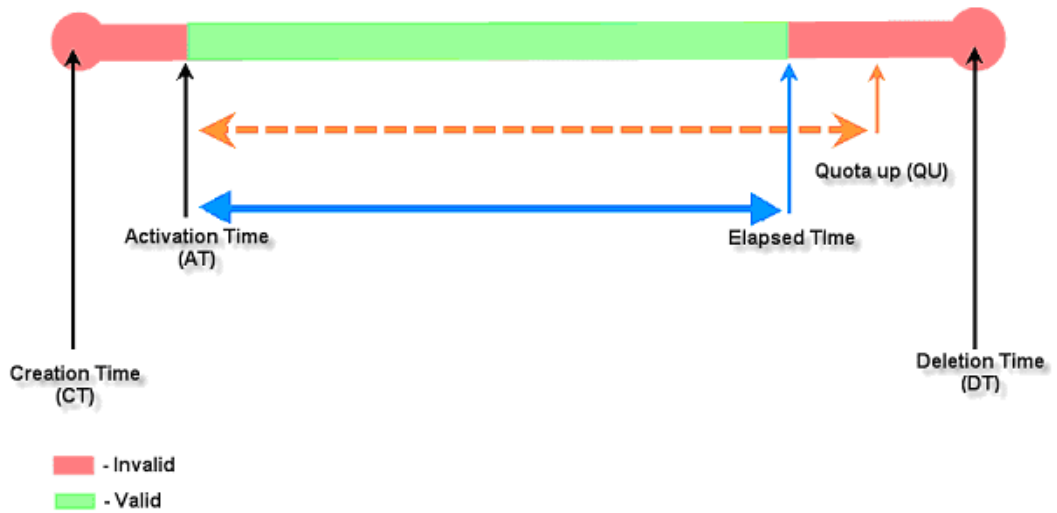 Quota up (QU)
Activation Time
(AT)
Elapsed TIme
Creation Time
(CT)
Deletion Time
(DT)
- Invalid
- Valid